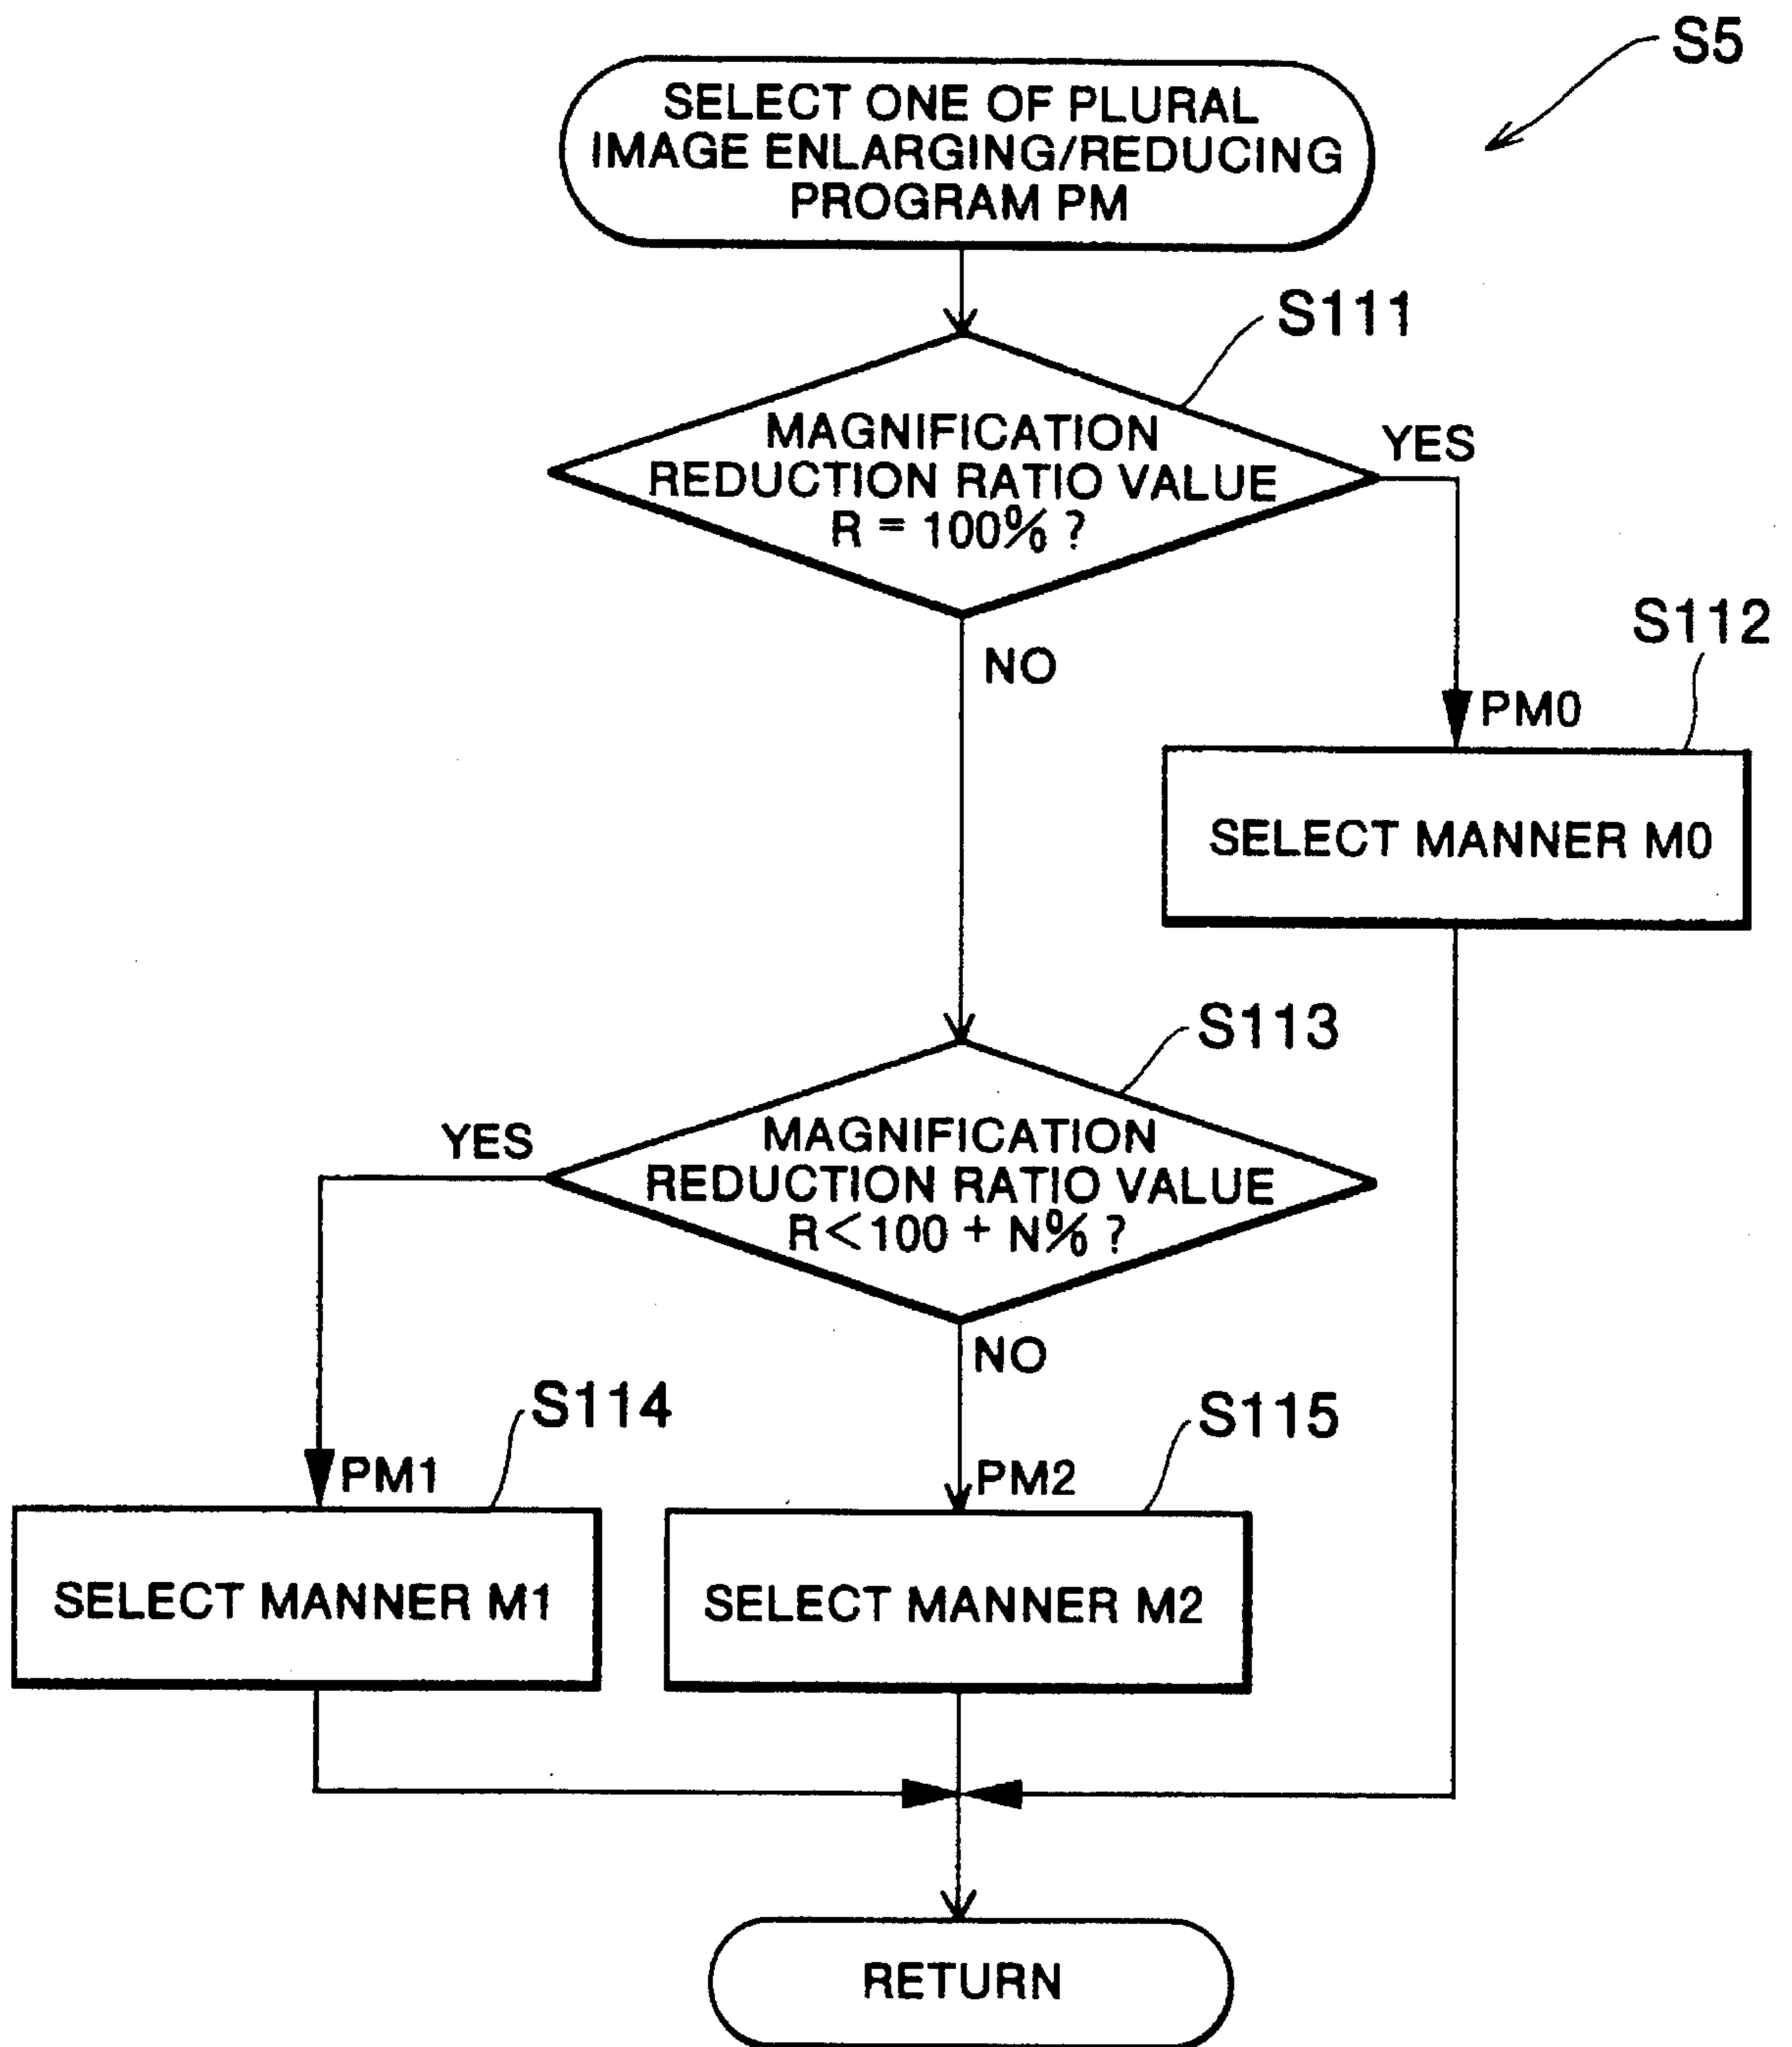 S5
SELECT ONE OF PLURAL
IMAGE ENLARGING/REDUCING
PROGRAM PM
S111
MAGNIFICATION
REDUCTION RATIO VALUE
R = 100% ?
YES
NO
S112
PM0
SELECT MANNER M0
S113
MAGNIFICATION
REDUCTION RATIO VALUE
R<100 + N% ?
YES
NO
S114
PM1
SELECT MANNER M1
S115
PM2
SELECT MANNER M2
RETURN